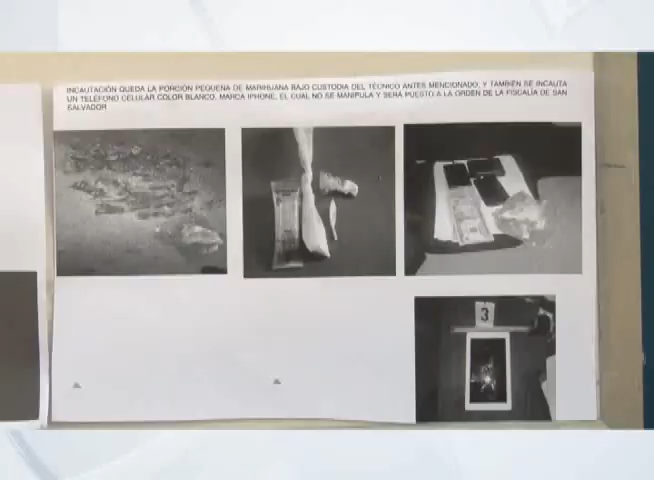 INCAUTACIÓN QUEDA LA PORCIÓN PEQUEÑA DE MARIHUANA BAJO CUSTODIA DEL TÉCNICO ANTES MENCIONADO, Y TAMBIÉN SE INCAUTA
UN TELÉFONO CELULAR COLOR BLANCO, MARCA IPHONE, EL CUAL NO SE MANIPULA Y SERÁ PUESTO A LA ORDEN DE LA FISCALÍA DE SAN
SALVADOR
3